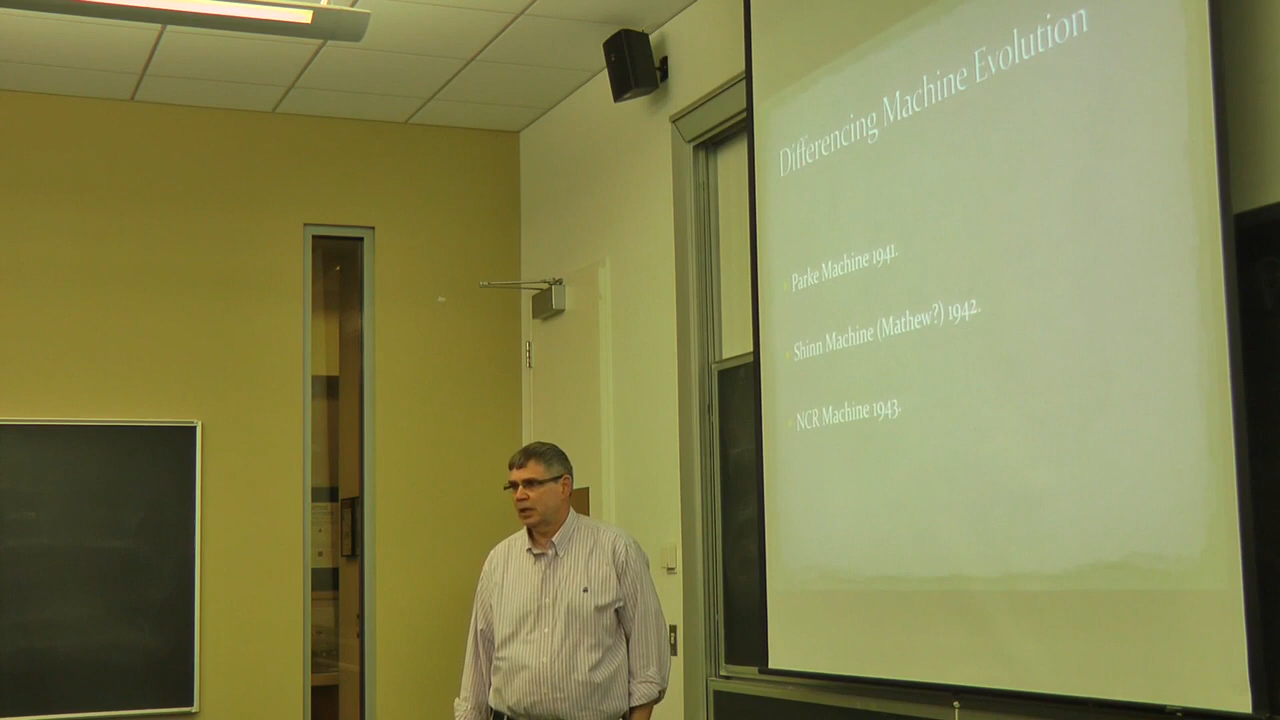 Differencing Machine Evolution
Parke Machine 1941.
Shinn Machine (Mathew?) 1942.
NCR Machine 1943.